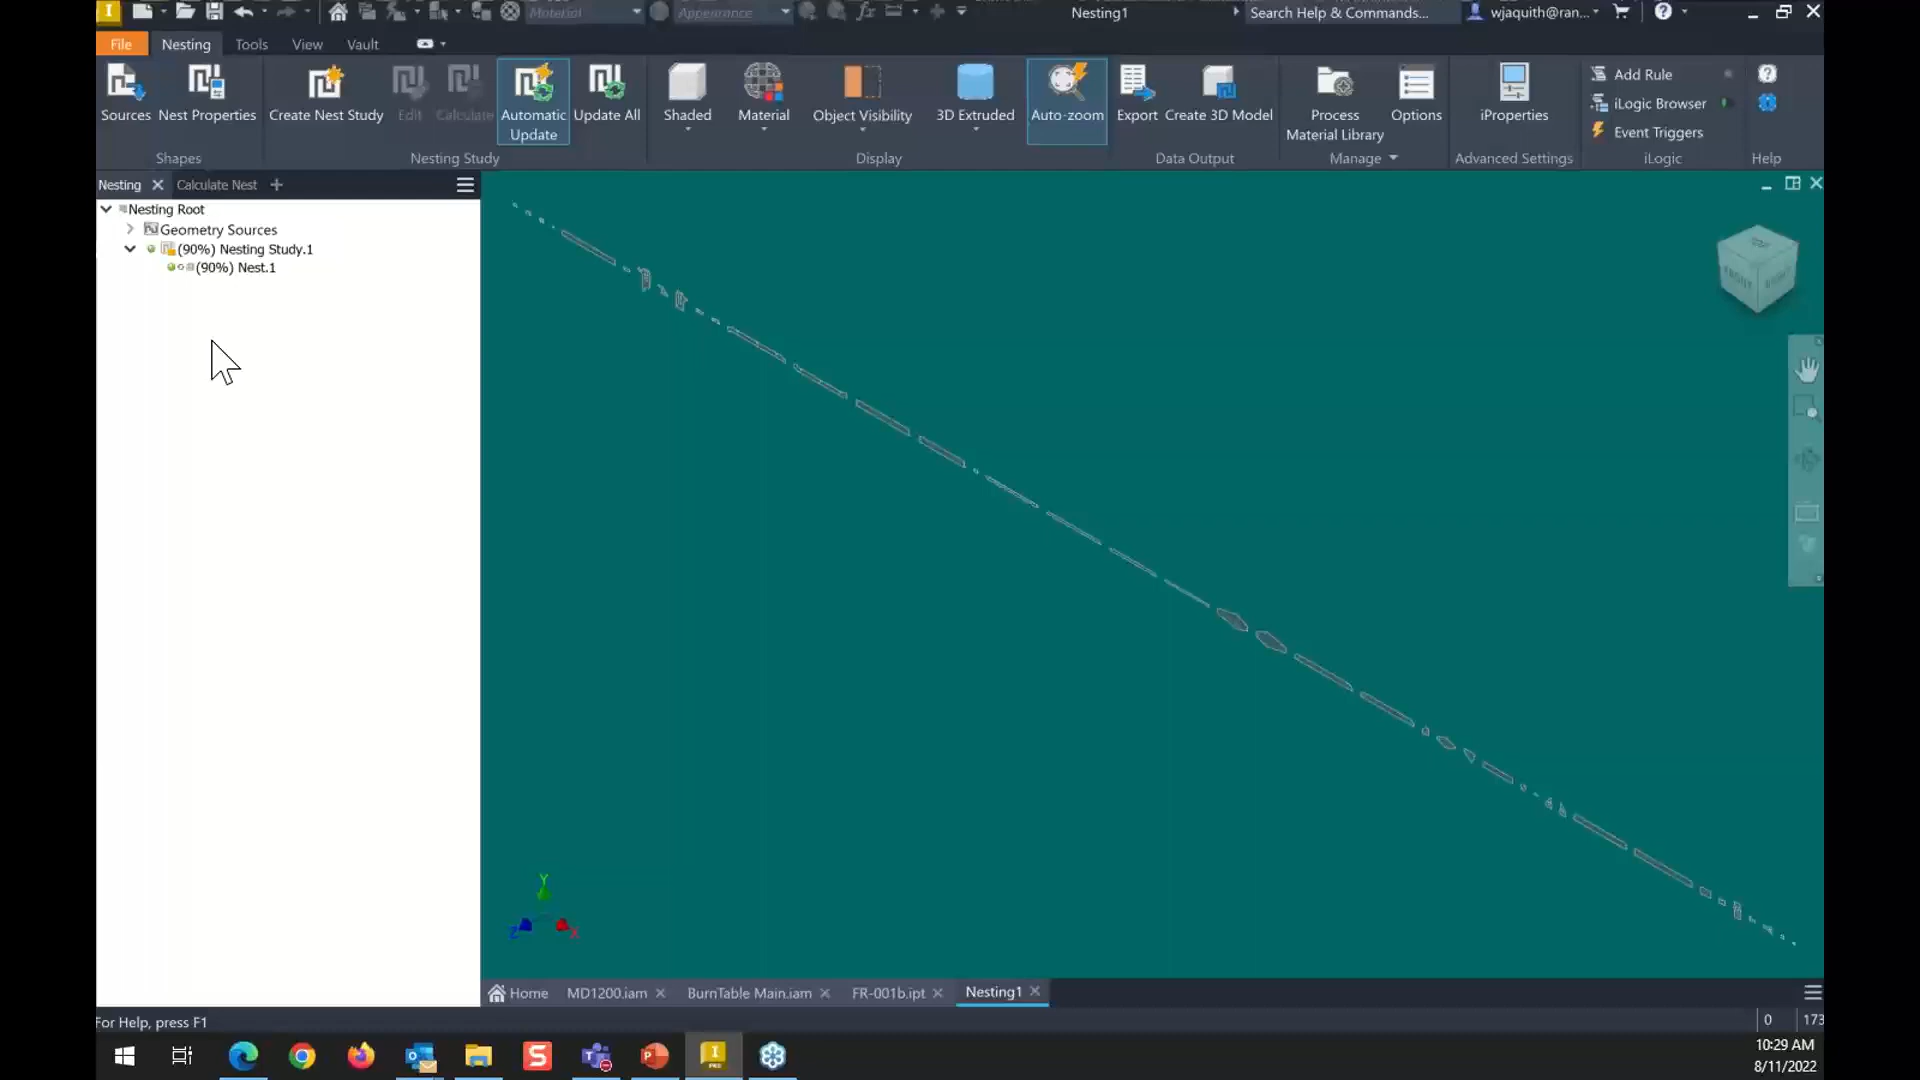 Material
Appearance
fx
Nesting1
Search Help & Commands...
wjaquith@ran...
File
Nesting
Tools
View
Vault
Sources
Nest Properties
Create Nest Study
Edit
Calculate
Automatic
Update
Update All
Shaded
Material
Object Visibility
3D Extruded
Auto-zoom
Export
Create 3D Model
Process
Material Library
Options
iProperties
Add Rule
iLogic Browser
Event Triggers
Shapes
Nesting Study
Display
Data Output
Manage
Advanced Settings
iLogic
Help
Nesting
Calculate Nest
Nesting Root
Geometry Sources
(90%) Nesting Study.1
(90%) Nest.1
FRONT
Y
Z
X
Home
MD1200.iam
BurnTable Main.iam
FR-001b.ipt
Nesting1
For Help, press F1
0
173
10:29 AM
8/11/2022